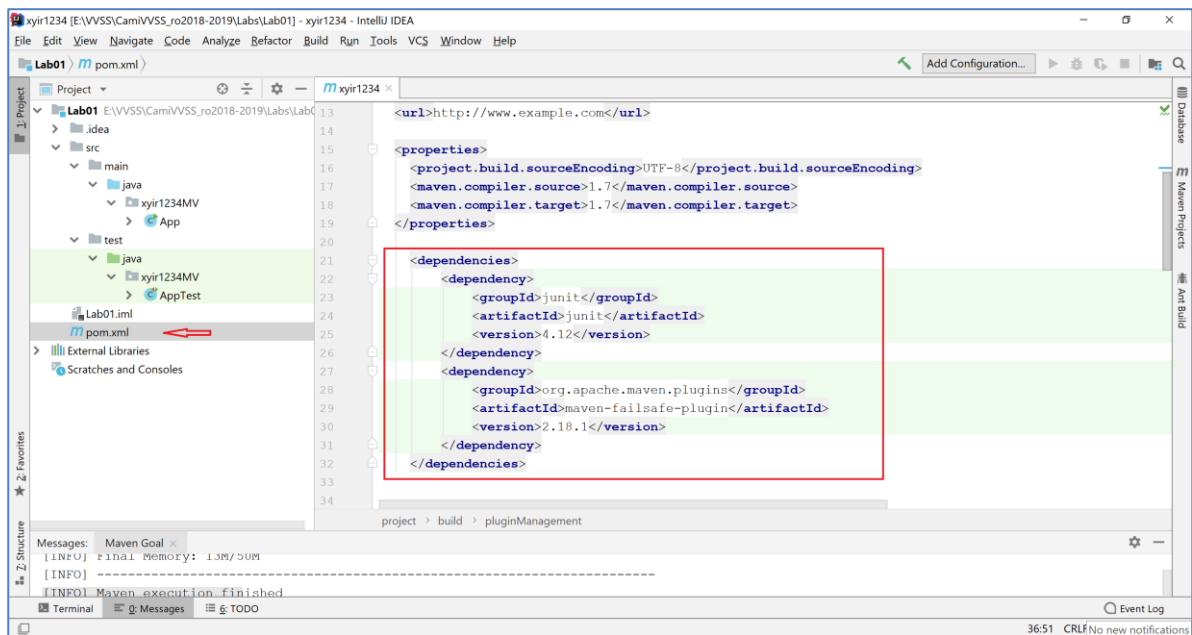 xyir1234 [E:\VVSS\CamiVVSS_ro2018-2019\Labs\Lab01] - xyir1234 - IntelliJ IDEA
File Edit View Navigate Code Analyze Refactor Build Run Tools VCS Window Help
Lab01 m pom.xml Add Configuration...
1: Project
Project
Lab01 E:\VVSS\CamiVVSS_ro2018-2019\Labs\Lab0
.idea
src
main
java
xyir1234MV
App
test
java
xyir1234MV
AppTest
Lab01.iml
m pom.xml
External Libraries
Scratches and Consoles
2: Favorites
7: Structure
m xyir1234
13 <url>http://www.example.com</url>
14
15 <properties>
16 <project.build.sourceEncoding>UTF-8</project.build.sourceEncoding>
17 <maven.compiler.source>1.7</maven.compiler.source>
18 <maven.compiler.target>1.7</maven.compiler.target>
19 </properties>
20
21 <dependencies>
22 <dependency>
23 <groupId>junit</groupId>
24 <artifactId>junit</artifactId>
25 <version>4.12</version>
26 </dependency>
27 <dependency>
28 <groupId>org.apache.maven.plugins</groupId>
29 <artifactId>maven-failsafe-plugin</artifactId>
30 <version>2.18.1</version>
31 </dependency>
32 </dependencies>
33
34
project › build › pluginManagement
Database
m Maven Projects
Ant Build
Messages: Maven Goal
[INFO] Final Memory: 13M/50M
[INFO] ------------------------------------------------------------------------
[INFO] Maven execution finished
Terminal 0: Messages 6: TODO Event Log
36:51 CRLF No new notifications